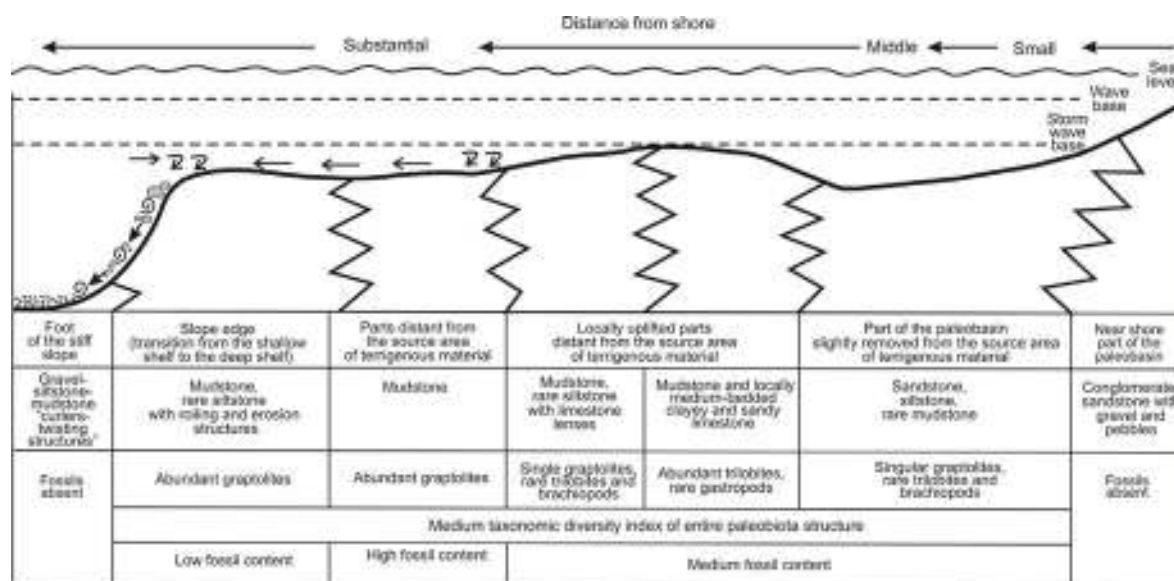 Distance from shore
Substantial
Middle
Small
Sea
level
Wave
base
Storm
wave
base
Foot
of the stiff
slope
Slope edge
(transition from the shallow
shelf to the deep shelf)
Parts distant from
the source area
of terrigenous material
Locally uplifted parts
distant from the source area
of terrigenous material
Part of the paleobasin
slightly removed from the source area
of terrigenous material
Near shore
part of the
paleobasin
Gravel-
siltstone-
mudstone
"curlers-
twisting
structures"
Mudstone,
rare siltstone
with roiling and erosion
structures
Mudstone
Mudstone,
rare siltstone
with limestone
lenses
Mudstone and locally
medium-bedded
clayey and sandy
limestone
Sandstone,
siltstone,
rare mudstone
Conglomerate,
sandstone with
gravel and
pebbles
Fossils
absent
Abundant graptolites
Abundant graptolites
Single graptolites,
rare trilobites and
brachiopods
Abundant trilobites,
rare gastropods
Singular graptolites,
rare trilobites and
brachiopods
Fossils
absent
Medium taxonomic diversity index of entire paleobiota structure
Low fossil content
High fossil content
Medium fossil content